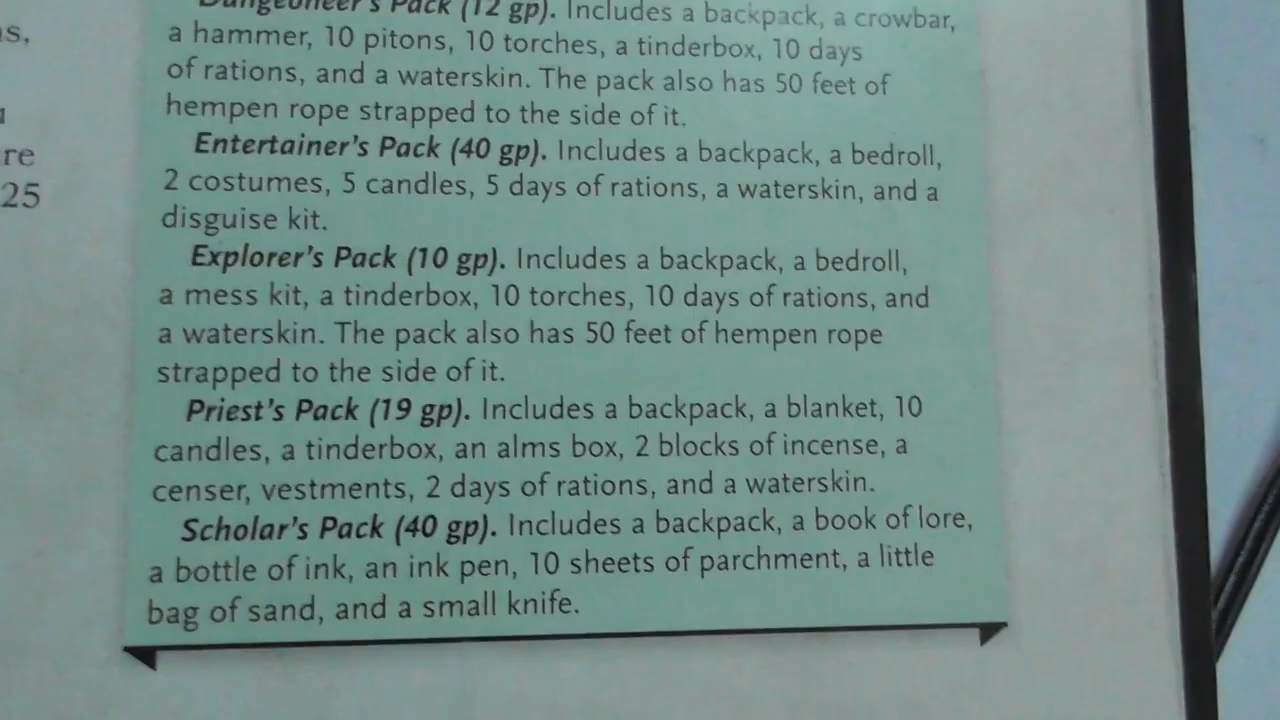 s,
re
25
Dungeoneer's Pack (12 gp). Includes a backpack, a crowbar,
a hammer, 10 pitons, 10 torches, a tinderbox, 10 days
of rations, and a waterskin. The pack also has 50 feet of
hempen rope strapped to the side of it.
Entertainer's Pack (40 gp). Includes a backpack, a bedroll,
2 costumes, 5 candles, 5 days of rations, a waterskin, and a
disguise kit.
Explorer's Pack (10 gp). Includes a backpack, a bedroll,
a mess kit, a tinderbox, 10 torches, 10 days of rations, and
a waterskin. The pack also has 50 feet of hempen rope
strapped to the side of it.
Priest's Pack (19 gp). Includes a backpack, a blanket, 10
candles, a tinderbox, an alms box, 2 blocks of incense, a
censer, vestments, 2 days of rations, and a waterskin.
Scholar's Pack (40 gp). Includes a backpack, a book of lore,
a bottle of ink, an ink pen, 10 sheets of parchment, a little
bag of sand, and a small knife.